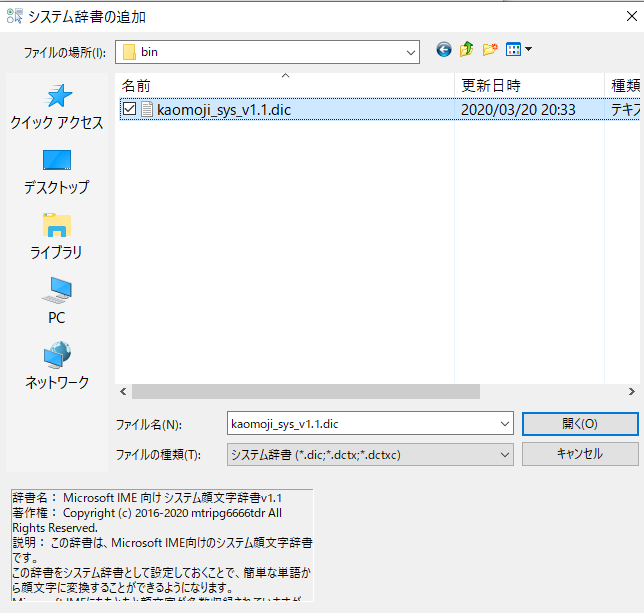 システム辞書の追加
ファイルの場所(I):
bin
名前
更新日時
種類
kaomoji_sys_v1.1.dic
2020/03/20 20:33
テキス
クイック アクセス
デスクトップ
ライブラリ
PC
ネットワーク
ファイル名(N):
kaomoji_sys_v1.1.dic
開く(O)
ファイルの種類(T):
システム辞書 (*.dic;*.dctx;*.dctxc)
キャンセル
辞書名： Microsoft IME 向け システム顔文字辞書v1.1
著作権： Copyright (c) 2016-2020 mtripg6666tdr All
Rights Reserved.
説明： この辞書は、Microsoft IME向けのシステム顔文字辞書
です。
この辞書をシステム辞書として設定しておくことで、簡単な単語か
ら顔文字に変換することができるようになります。